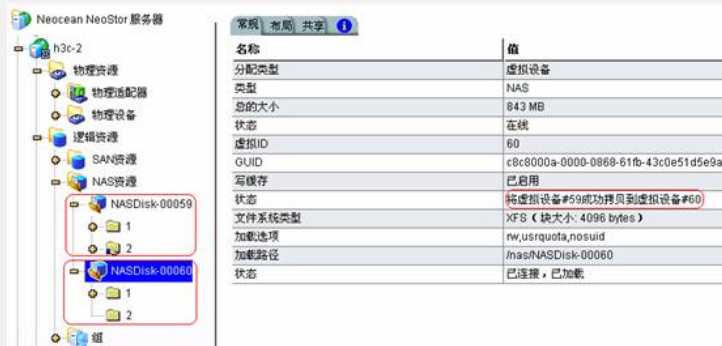 Neocean NeoStor 服务器
h3c-2
物理资源
物理适配器
物理设备
逻辑资源
SAN资源
NAS资源
NASDisk-00059
1
2
NASDisk-00060
1
2
组
常规 布局 共享
名称 值
分配类型 虚拟设备
类型 NAS
总的大小 843 MB
状态 在线
虚拟ID 60
GUID c8c8000a-0000-0868-61fb-43c0e51d5e9a
写缓存 已启用
状态 将虚拟设备#59成功拷贝到虚拟设备#60
文件系统类型 XFS（块大小: 4096 bytes）
加载选项 rw,usrquota,nosuid
加载路径 /nas/NASDisk-00060
状态 已连接，已加载